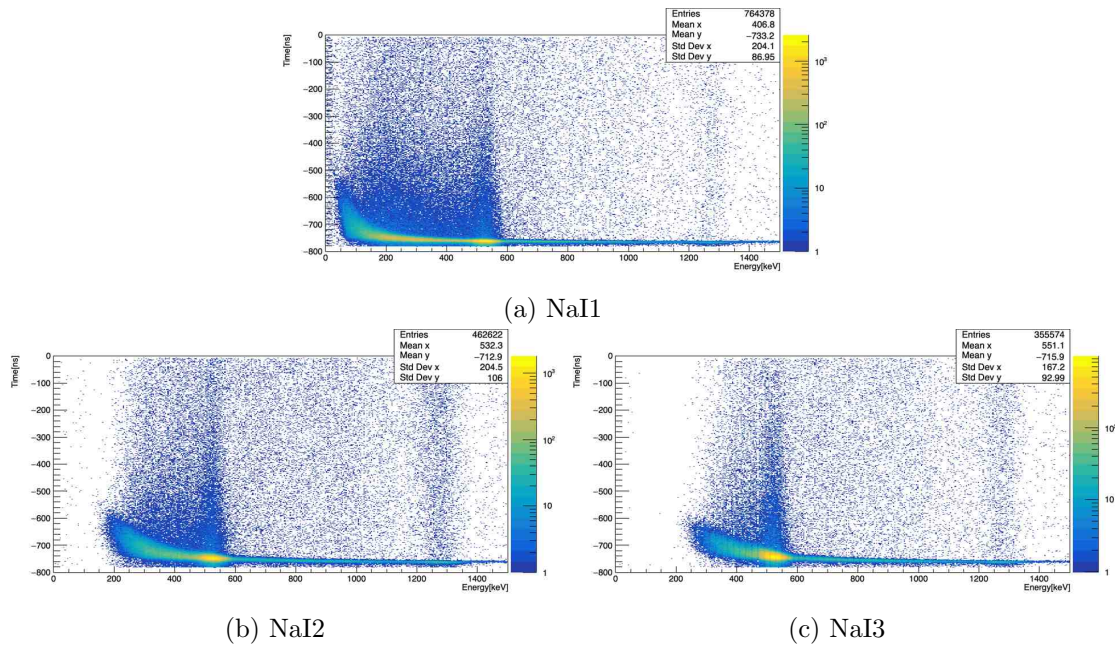 Entries 764378
Mean x 406.8
Mean y −733.2
Std Dev x 204.1
Std Dev y 86.95
Time[ns]
0
−100
−200
−300
−400
−500
−600
−700
−800
0 200 400 600 800 1000 1200 1400
Energy[keV]
10³
10²
10
1
(a) NaI1
Entries 462622
Mean x 532.3
Mean y −712.9
Std Dev x 204.5
Std Dev y 106
Time[ns]
0
−100
−200
−300
−400
−500
−600
−700
−800
0 200 400 600 800 1000 1200 1400
Energy[keV]
10³
10²
10
1
(b) NaI2
Entries 355574
Mean x 551.1
Mean y −715.9
Std Dev x 167.2
Std Dev y 92.99
Time[ns]
0
−100
−200
−300
−400
−500
−600
−700
−800
0 200 400 600 800 1000 1200 1400
Energy[keV]
10²
10
1
(c) NaI3